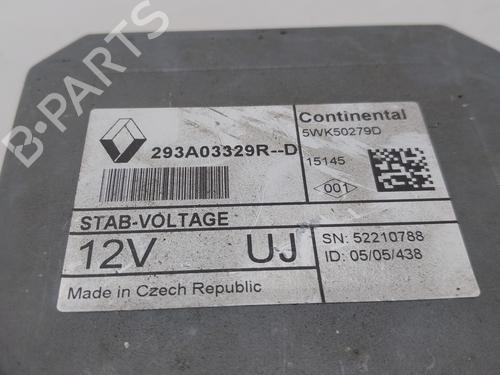 Continental
5WK50279D
293A03329R--D
15145
001
STAB-VOLTAGE
12V UJ
SN: 52210788
ID: 05/05/438
Made in Czech Republic